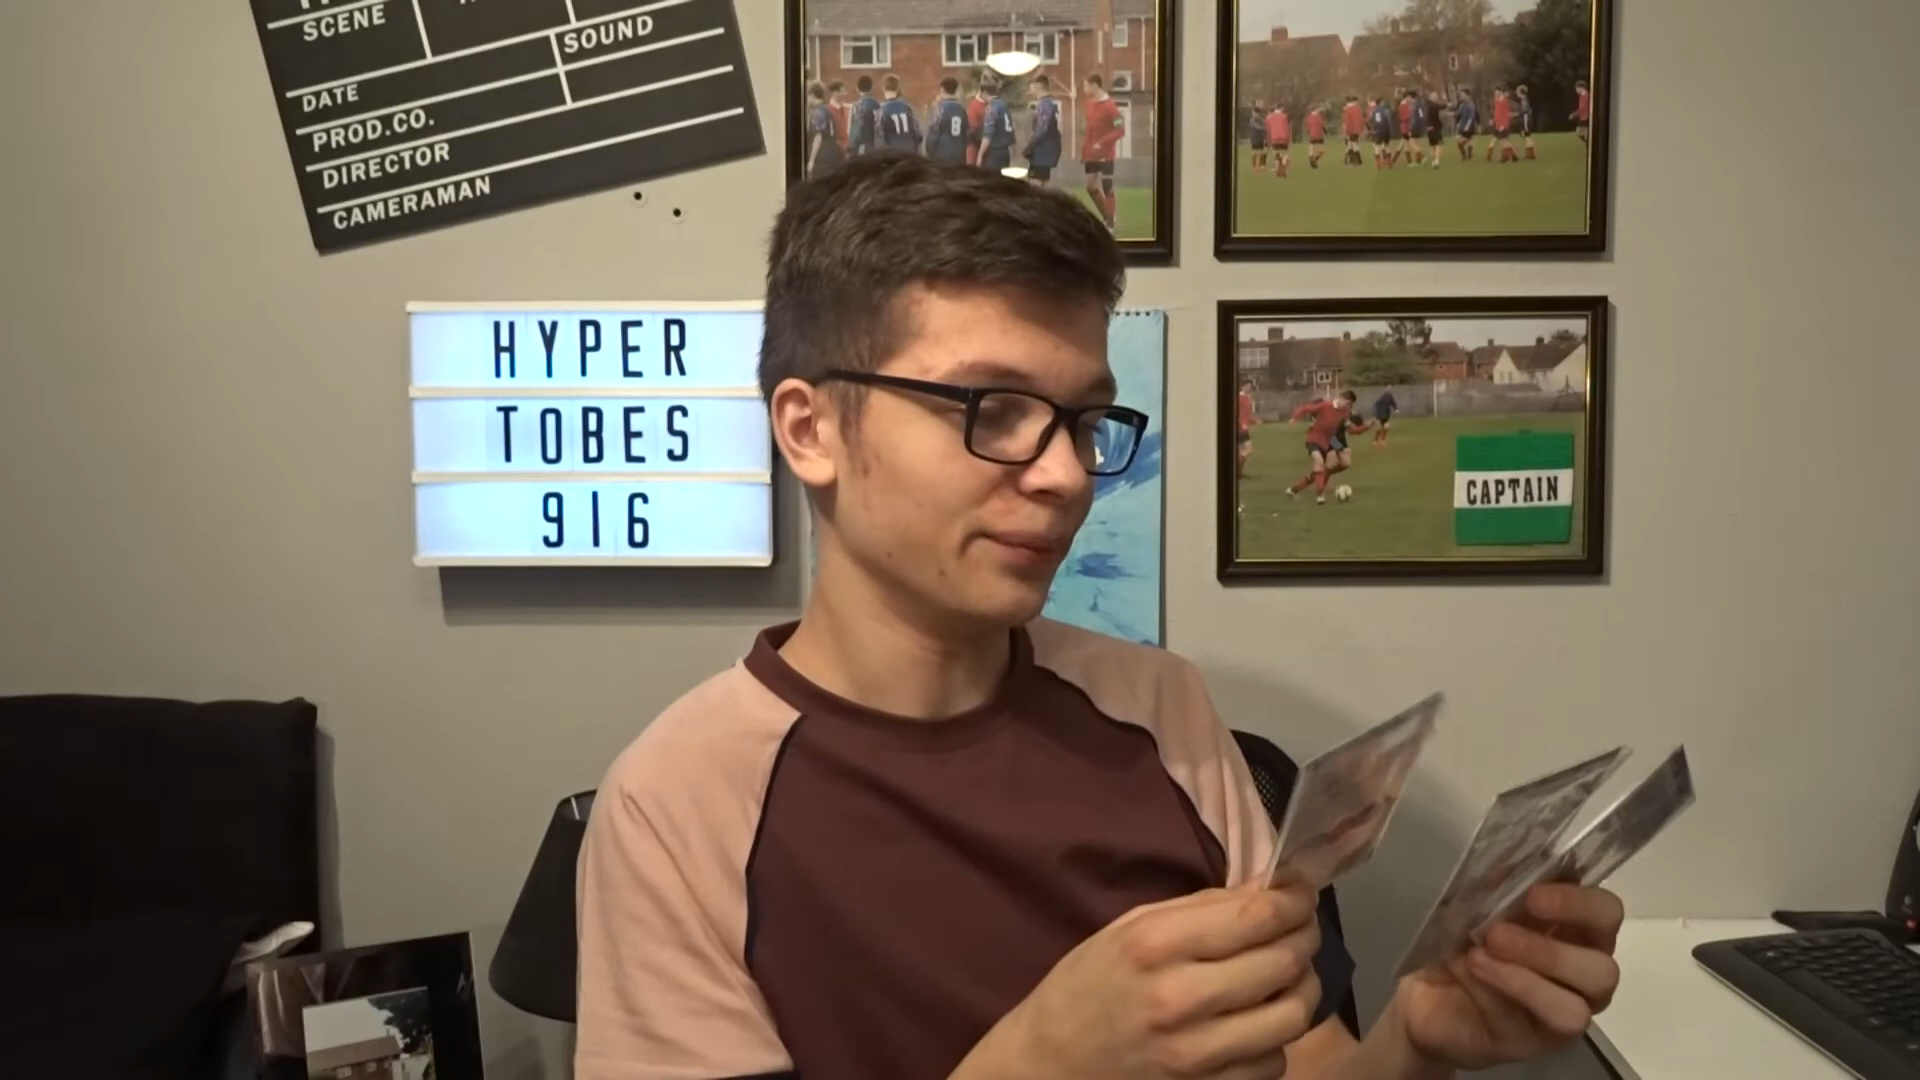 SCENE
SOUND
DATE
PROD.CO.
DIRECTOR
CAMERAMAN
11
8
HYPER
TOBES
916
CAPTAIN